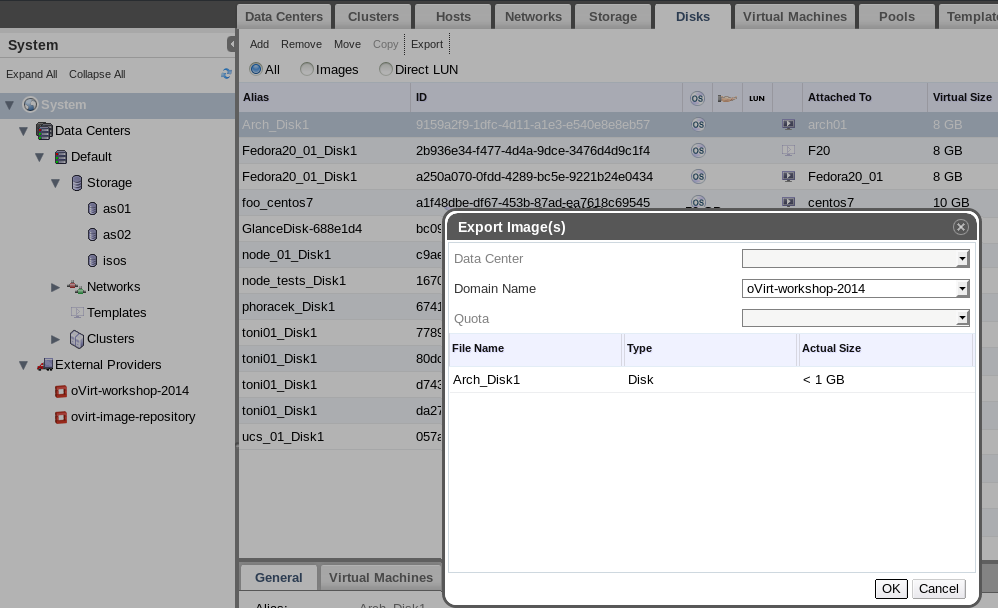 Data Centers Clusters Hosts Networks Storage Disks Virtual Machines Pools Templat
System
Expand All Collapse All
System
Data Centers
Default
Storage
as01
as02
isos
Networks
Templates
Clusters
External Providers
oVirt-workshop-2014
ovirt-image-repository
Add Remove Move Copy Export
All Images Direct LUN
Alias ID OS LUN Attached To Virtual Size
Arch_Disk1 9159a2f9-1dfc-4d11-a1e3-e540e8e8eb57 OS arch01 8 GB
Fedora20_01_Disk1 2b936e34-f477-4d4a-9dce-3476d4d9c1f4 OS F20 8 GB
Fedora20_01_Disk1 a250a070-0fdd-4289-bc5e-9221b24e0434 OS Fedora20_01 8 GB
foo_centos7 a1f48dbe-df67-453b-87ad-ea7618c69545 OS centos7 10 GB
GlanceDisk-688e1d4 bc09
node_01_Disk1 c9ae
node_tests_Disk1 1670
phoracek_Disk1 6741
toni01_Disk1 7789
toni01_Disk1 80dc
toni01_Disk1 d743
toni01_Disk1 da27
ucs_01_Disk1 057a
Export Image(s)
Data Center
Domain Name oVirt-workshop-2014
Quota
File Name Type Actual Size
Arch_Disk1 Disk < 1 GB
OK Cancel
General Virtual Machines
Alias: Arch_Disk1